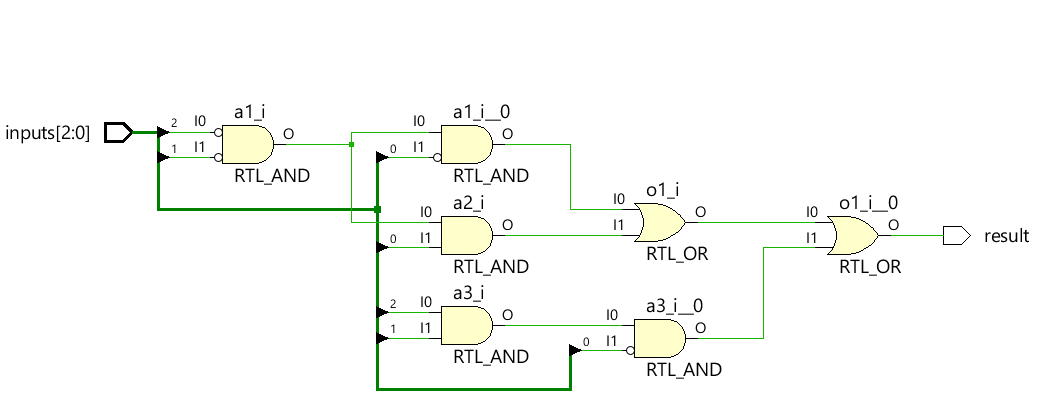 inputs[2:0]
2
I0
1
I1
a1_i
O
RTL_AND
I0
0
I1
a1_i__0
O
RTL_AND
I0
0
I1
a2_i
O
RTL_AND
2
I0
1
I1
a3_i
O
RTL_AND
I0
I1
o1_i
O
RTL_OR
I0
0
I1
a3_i__0
O
RTL_AND
I0
I1
o1_i__0
O
RTL_OR
result